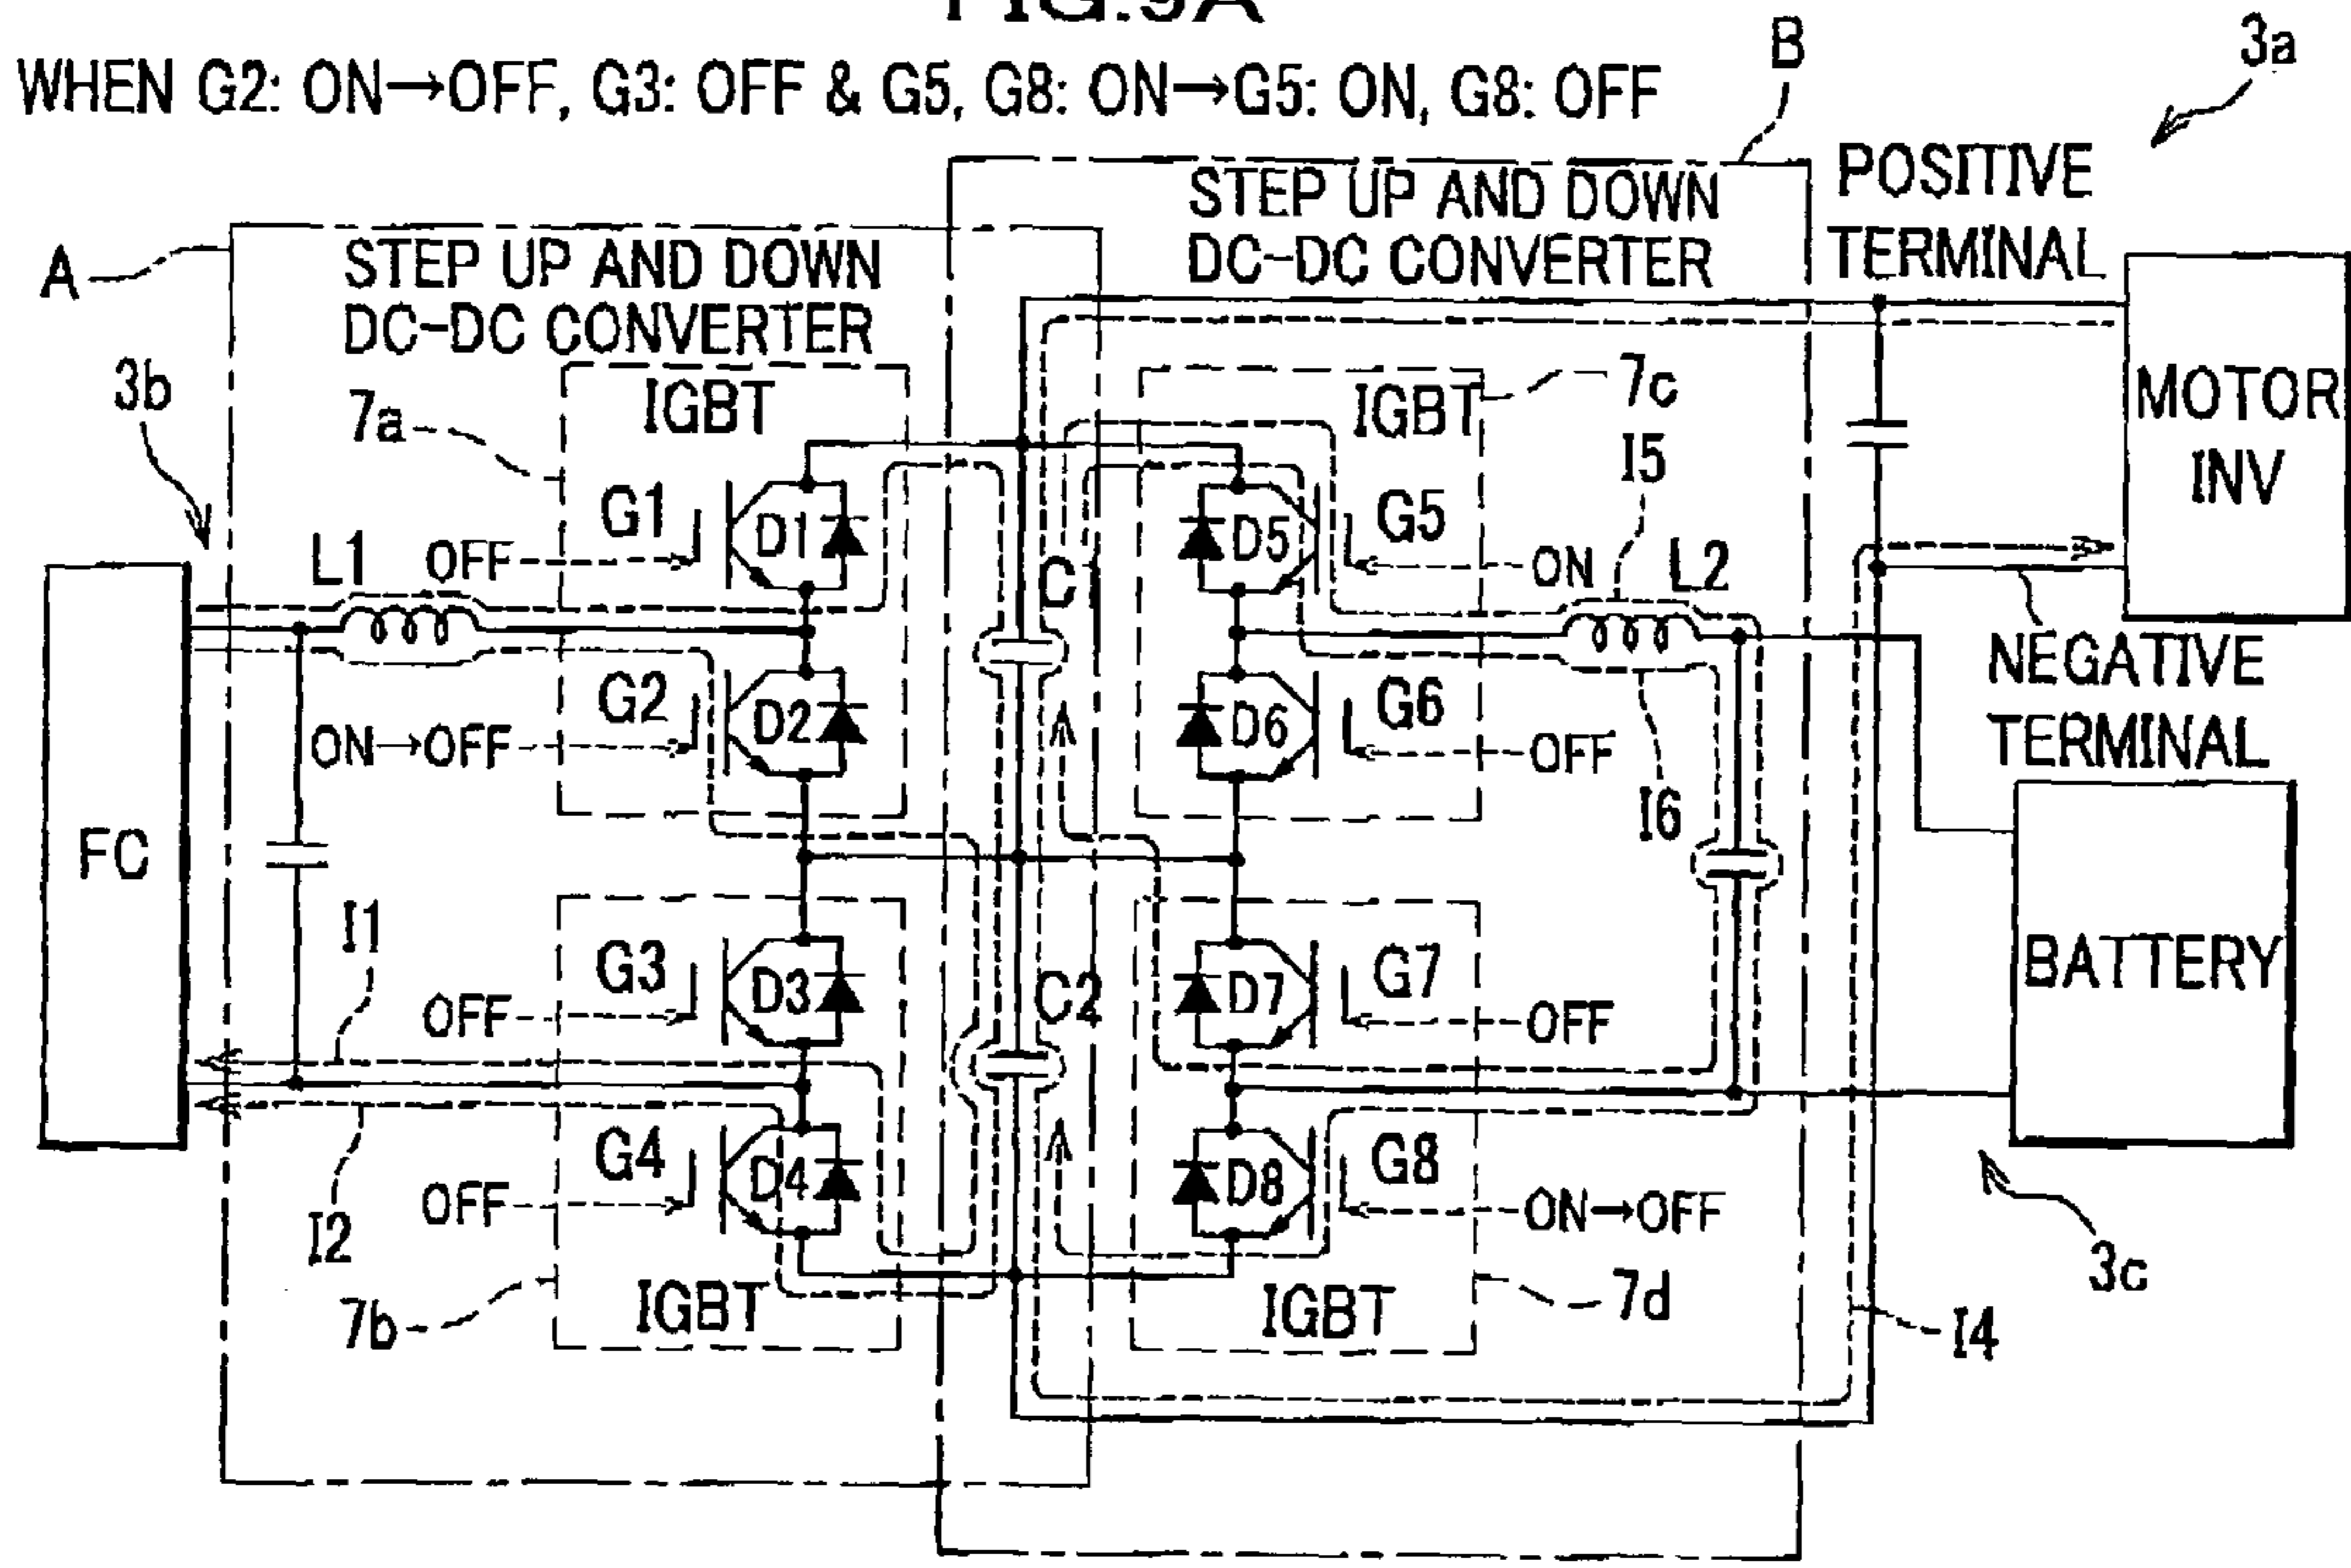 FIG.9A
WHEN G2: ON→OFF, G3: OFF & G5, G8: ON→G5: ON, G8: OFF
B
3a
A
STEP UP AND DOWN
DC-DC CONVERTER
STEP UP AND DOWN
DC-DC CONVERTER
POSITIVE
TERMINAL
3b
7a
IGBT
IGBT
7c
MOTOR
INV
I5
L1
OFF
G1
D1
C
D5
G5
ON
L2
NEGATIVE
TERMINAL
G2
ON→OFF
D2
D6
G6
OFF
I6
FC
BATTERY
I1
G3
OFF
D3
C2
D7
G7
OFF
I2
G4
OFF
D4
D8
G8
ON→OFF
3c
7b
IGBT
IGBT
7d
I4